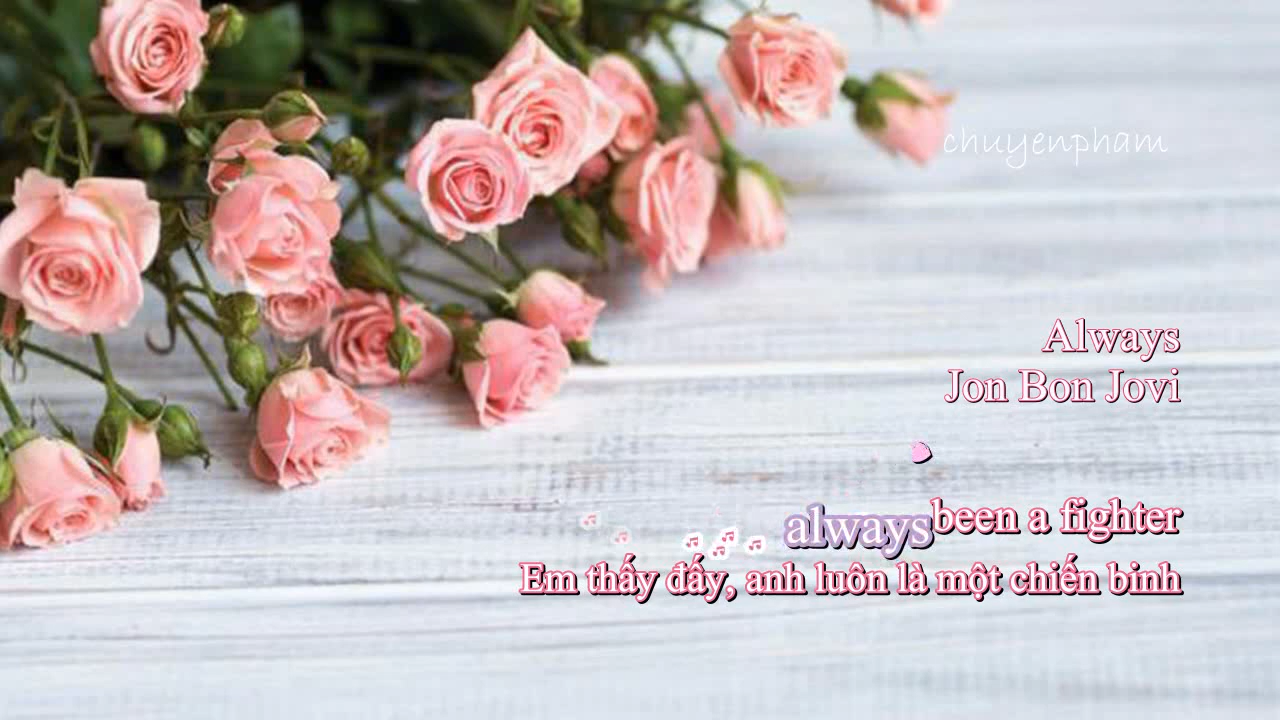 chuyenpham
Always
Jon Bon Jovi
always been a fighter
Em thấy đấy, anh luôn là một chiến binh